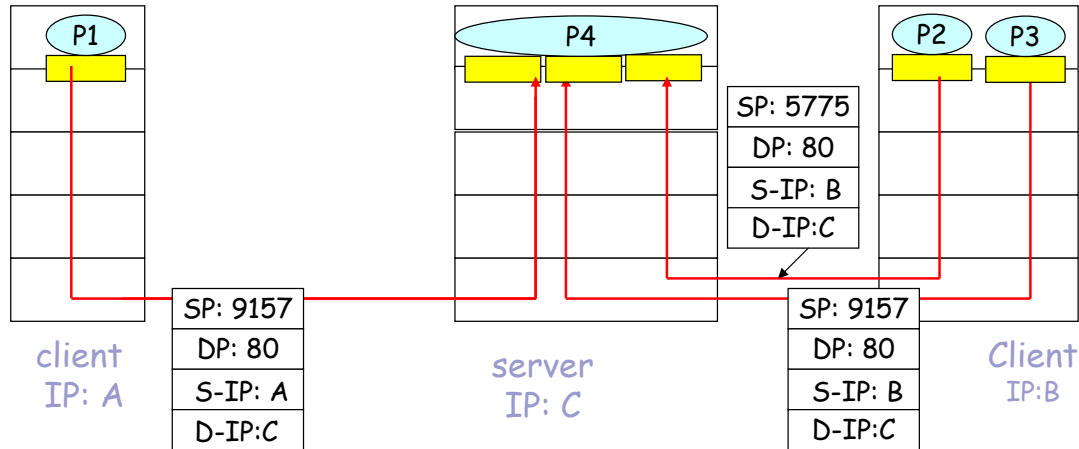 P1
P4
P2
P3
SP: 5775
DP: 80
S-IP: B
D-IP:C
SP: 9157
DP: 80
S-IP: A
D-IP:C
SP: 9157
DP: 80
S-IP: B
D-IP:C
client
IP: A
server
IP: C
Client
IP:B